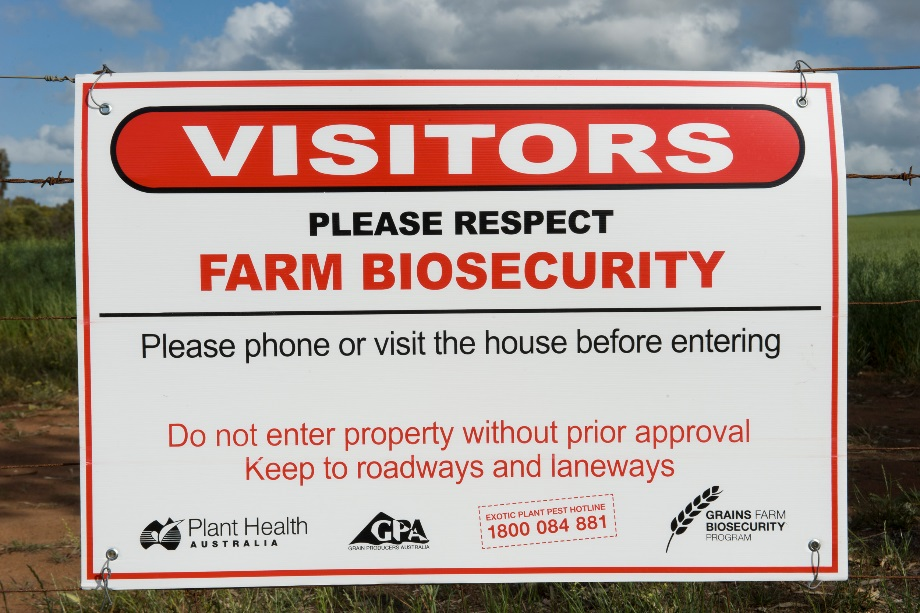 VISITORS
PLEASE RESPECT
FARM BIOSECURITY
Please phone or visit the house before entering
Do not enter property without prior approval
Keep to roadways and laneways
Plant Health
AUSTRALIA
GPA
GRAIN PRODUCERS AUSTRALIA
EXOTIC PLANT PEST HOTLINE
1800 084 881
GRAINS FARM
BIOSECURITY
PROGRAM